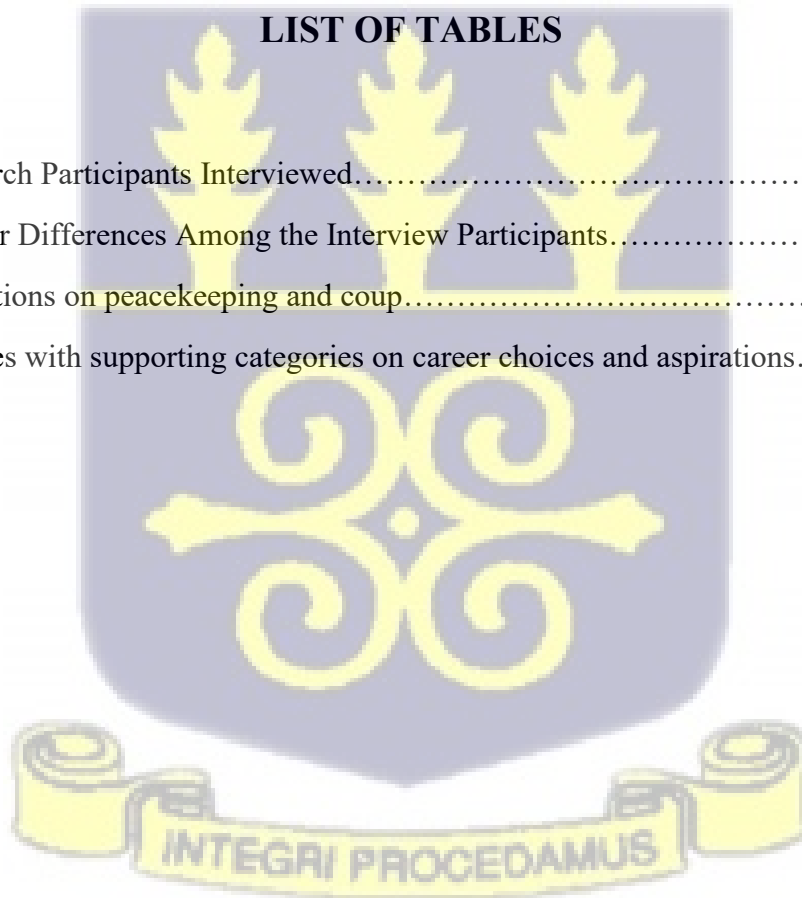 LIST OF TABLES
rch Participants Interviewed……………………………………………
r Differences Among the Interview Participants…………………
tions on peacekeeping and coup………………………………………
es with supporting categories on career choices and aspirations.
INTEGRI PROCEDAMUS